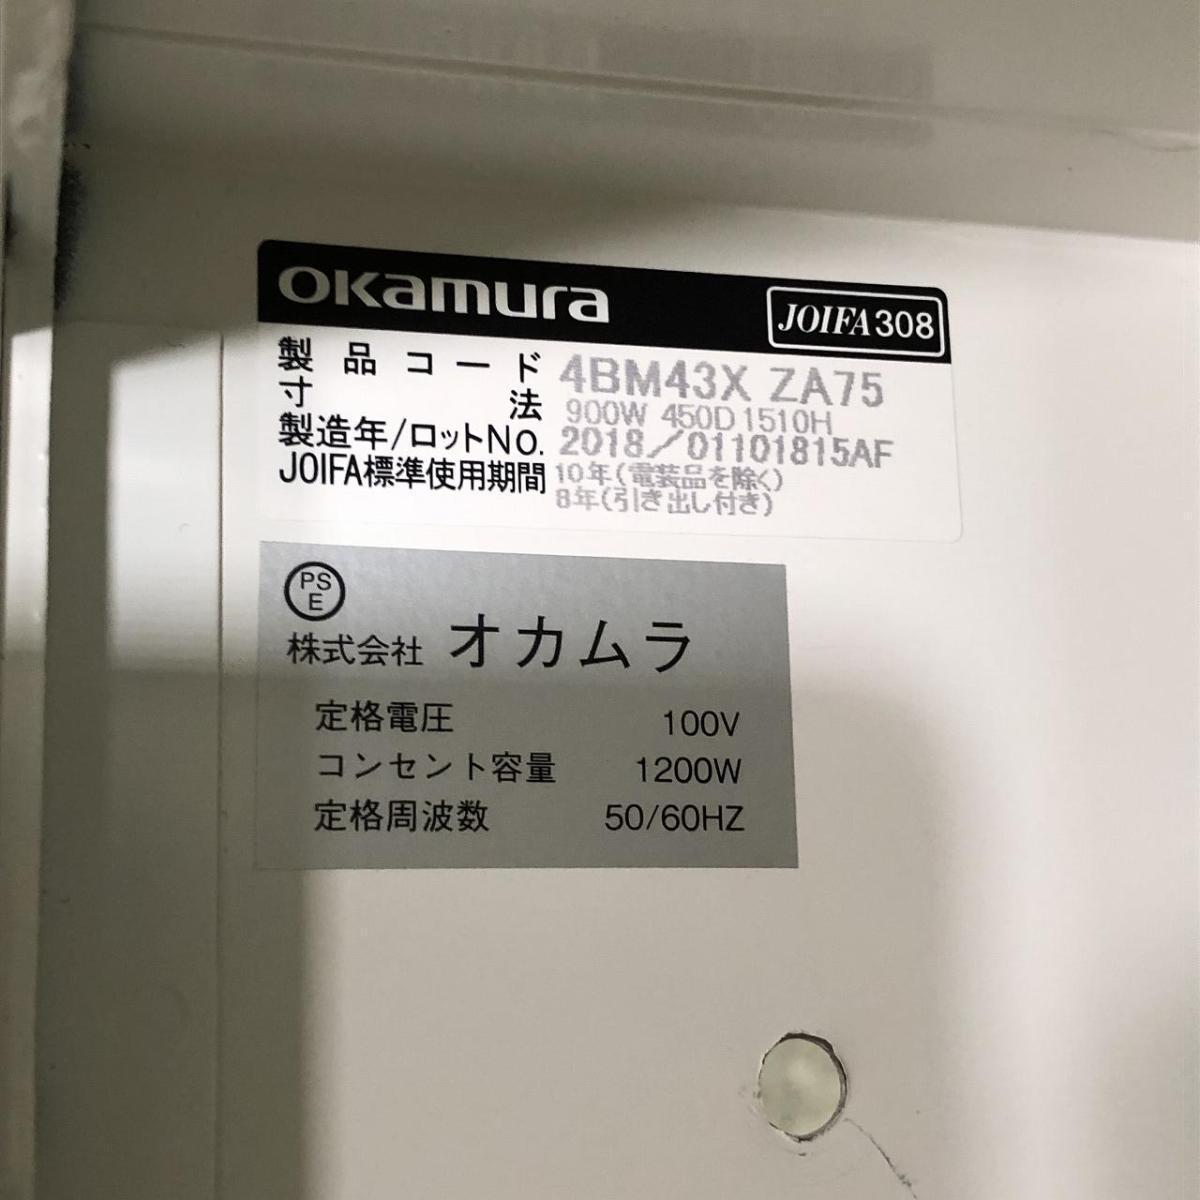 OKamura
JOIFA308
製品コード 4BM43X ZA75
寸法 900W 450D 1510H
製造年/ロットNO. 2018/01101815AF
JOIFA標準使用期間 10年(電装品を除く)
8年(引き出し付き)
PS
E
株式会社 オカムラ
定格電圧 100V
コンセント容量 1200W
定格周波数 50/60HZ